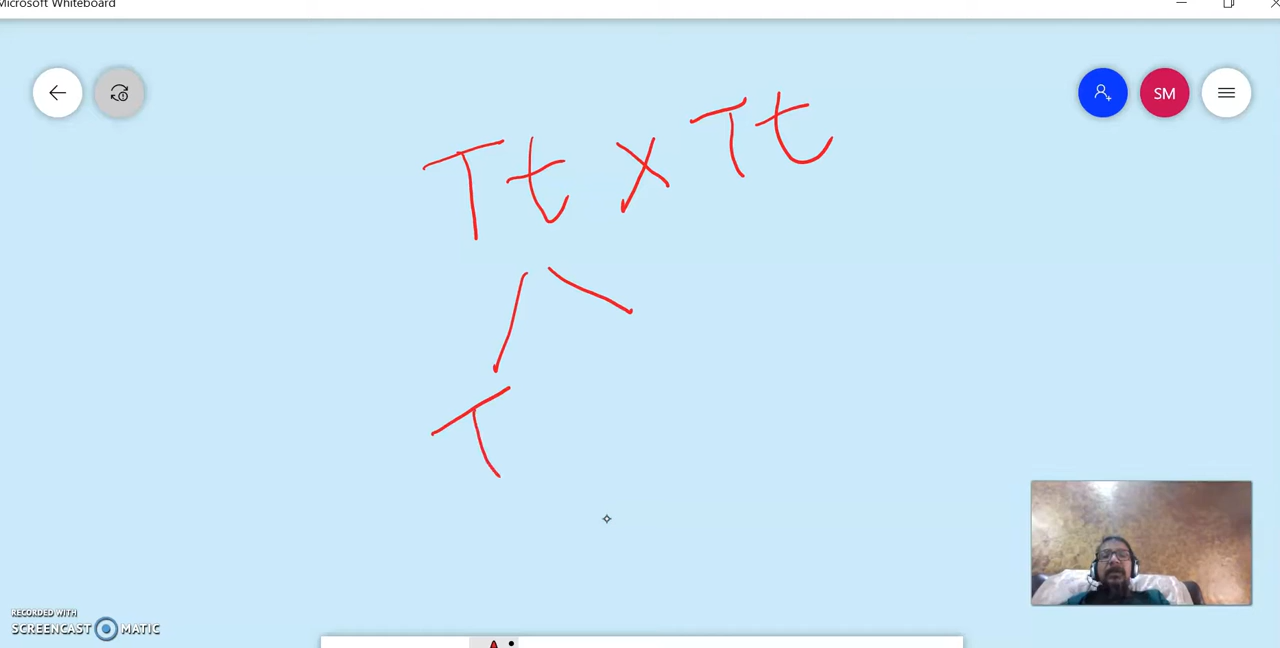 Microsoft Whiteboard
SM
Tt x Tt
T
RECORDED WITH
SCREENCAST MATIC